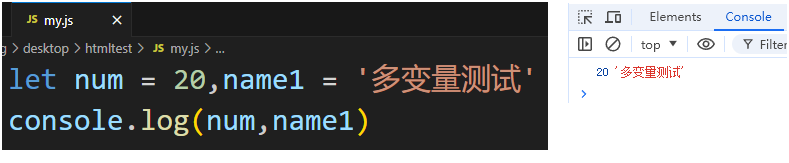 my.js
g > desktop > htmltest > JS my.js > ...
let num = 20,name1 = '多变量测试'
console.log(num,name1)
Elements Console
top Filter
20 '多变量测试'